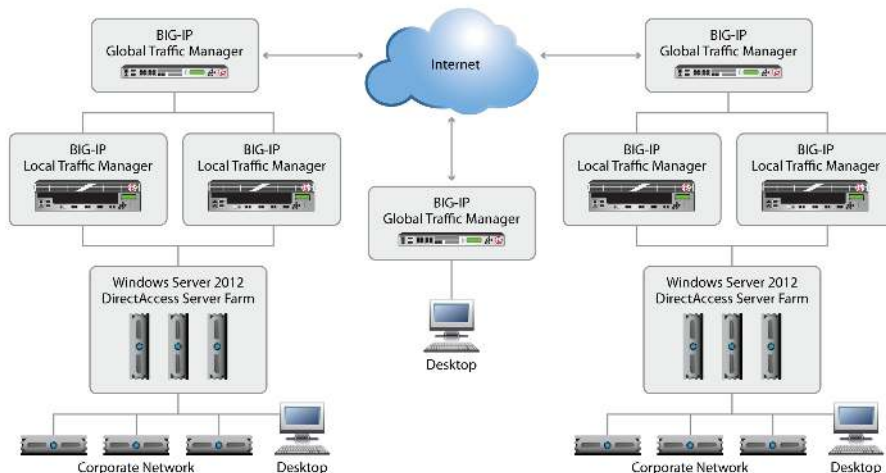 BIG-IP
Global Traffic Manager
Internet
BIG-IP
Global Traffic Manager
BIG-IP
Local Traffic Manager
BIG-IP
Local Traffic Manager
BIG-IP
Global Traffic Manager
BIG-IP
Local Traffic Manager
BIG-IP
Local Traffic Manager
Windows Server 2012
DirectAccess Server Farm
Desktop
Windows Server 2012
DirectAccess Server Farm
Corporate Network
Desktop
Corporate Network
Desktop